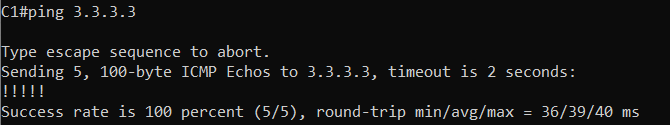 C1#ping 3.3.3.3
Type escape sequence to abort.
Sending 5, 100-byte ICMP Echos to 3.3.3.3, timeout is 2 seconds:
!!!!!
Success rate is 100 percent (5/5), round-trip min/avg/max = 36/39/40 ms